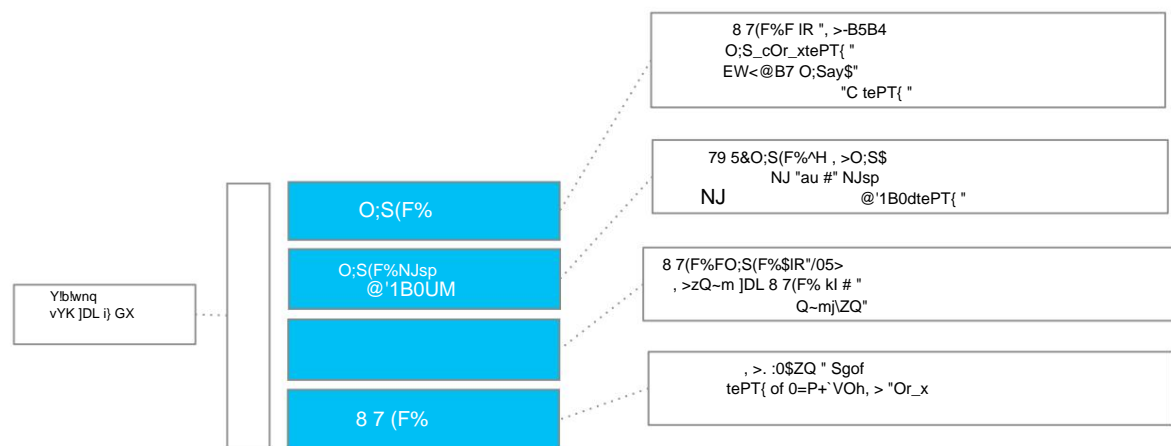 8 7(F%F IR ", >-B5B4
O;S_cOr_xtePT{ "
EW<@B7 O;Say$"
"C tePT{ "
79 5&O;S(F%^H , >O;S$
NJ "au #" NJsp
NJ @'1B0dtePT{ "
O;S(F%
O;S(F%NJsp
@'1B0UM
8 7(F%FO;S(F%$IR"/05>
, >zQ~m ]DL 8 7(F% kI # "
Q~mj\ZQ"
Y!b!wnq
vYK ]DL i} GX
, >. :0$ZQ " Sgof
tePT{ of 0=P+`VOh, > "Or_x
8 7 (F%